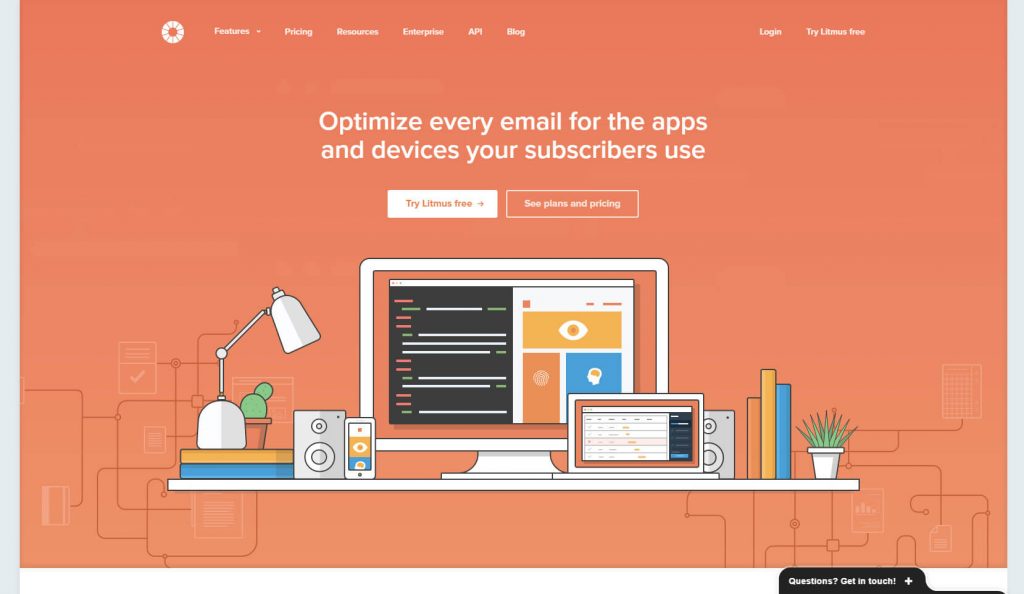 Features
Pricing
Resources
Enterprise
API
Blog
Login
Try Litmus free
Optimize every email for the apps
and devices your subscribers use
Try Litmus free →
See plans and pricing
Questions? Get in touch! +